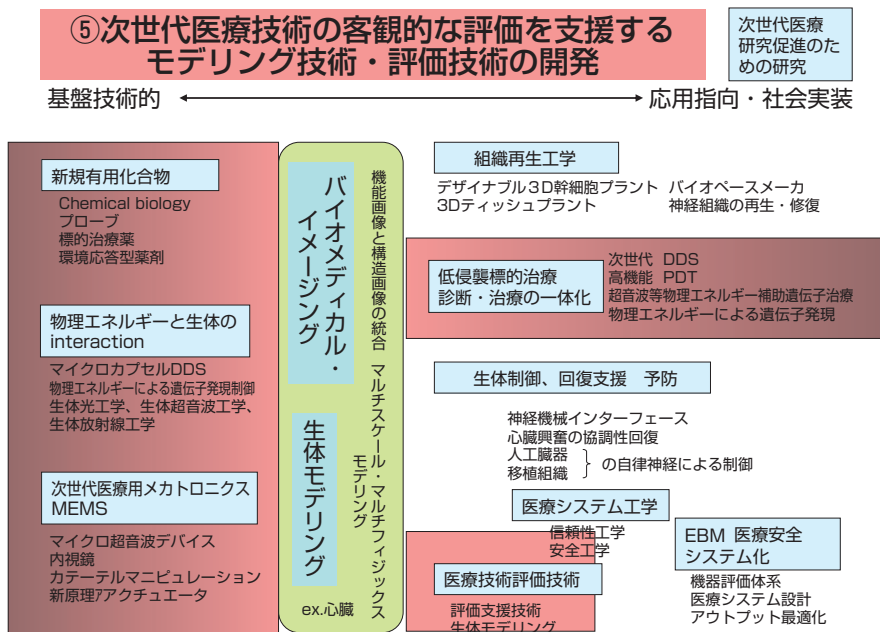 ⑤次世代医療技術の客観的な評価を支援する
モデリング技術・評価技術の開発
次世代医療
研究促進のた
めの研究
基盤技術的
応用指向・社会実装
新規有用化合物
Chemical biology
プローブ
標的治療薬
環境応答型薬剤
物理エネルギーと生体の
interaction
マイクロカプセルDDS
物理エネルギーによる遺伝子発現制御
生体光工学、生体超音波工学、
生体放射線工学
次世代医療用メカトロニクス
MEMS
マイクロ超音波デバイス
内視鏡
カテーテルマニピュレーション
新原理?アクチュエータ
バイオメディカル・
イメージング
機能画像と構造画像の統合
生体モデリング
マルチスケール・マルチフィジックス
モデリング
ex.心臓
組織再生工学
デザイナブル3D幹細胞プラント バイオペースメーカ
3Dティッシュプラント 神経組織の再生・修復
低侵襲標的治療
診断・治療の一体化
次世代 DDS
高機能 PDT
超音波等物理エネルギー補助遺伝子治療
物理エネルギーによる遺伝子発現
生体制御、回復支援 予防
神経機械インターフェース
心臓興奮の協調性回復
人工臓器
移植組織
の自律神経による制御
医療システム工学
信頼性工学
安全工学
医療技術評価技術
評価支援技術
生体モデリング
EBM 医療安全
システム化
機器評価体系
医療システム設計
アウトプット最適化